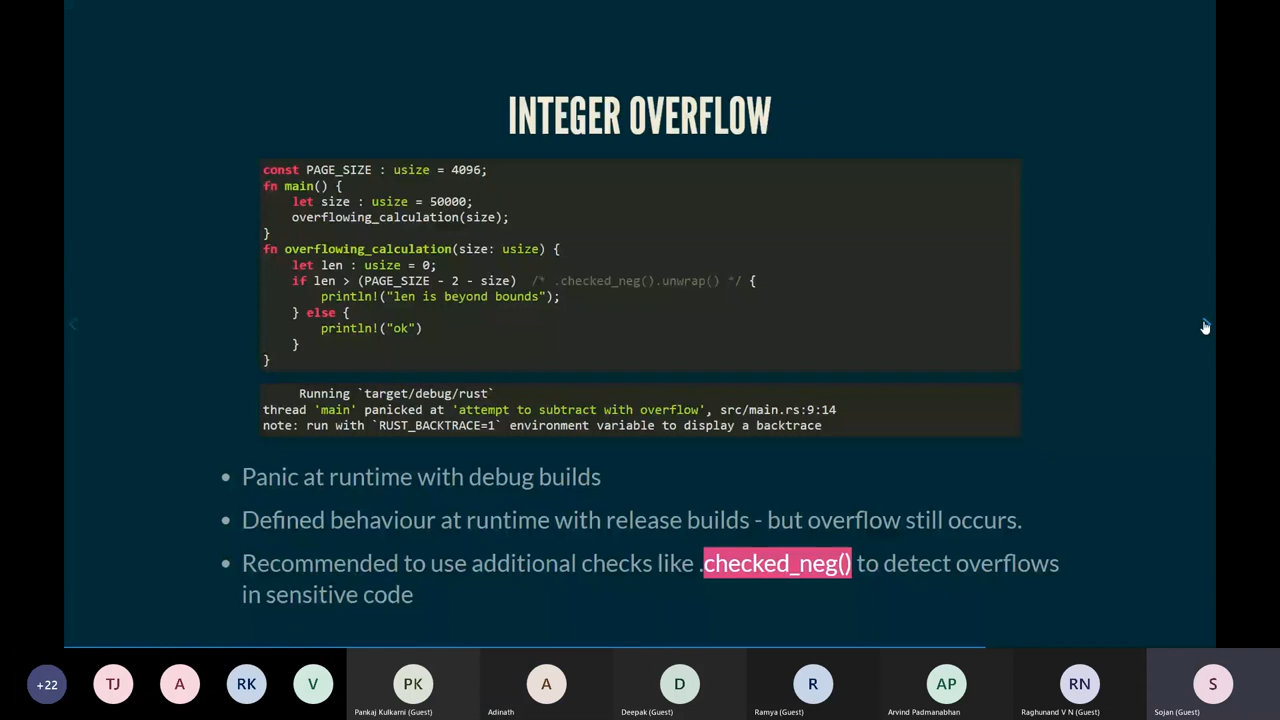 INTEGER OVERFLOW
const PAGE_SIZE : usize = 4096;
fn main() {
    let size : usize = 50000;
    overflowing_calculation(size);
}
fn overflowing_calculation(size: usize) {
    let len : usize = 0;
    if len > (PAGE_SIZE - 2 - size)  /* .checked_neg().unwrap() */ {
        println!("len is beyond bounds");
    } else {
        println!("ok")
    }
}
     Running `target/debug/rust`
thread 'main' panicked at 'attempt to subtract with overflow', src/main.rs:9:14
note: run with `RUST_BACKTRACE=1` environment variable to display a backtrace
• Panic at runtime with debug builds
• Defined behaviour at runtime with release builds - but overflow still occurs.
• Recommended to use additional checks like .checked_neg() to detect overflows
in sensitive code
+22 TJ A RK V PK A D R AP RN S
Pankaj Kulkarni (Guest) Adinath Deepak (Guest) Ramya (Guest) Arvind Padmanabhan Raghunand V N (Guest) Sojan (Guest)